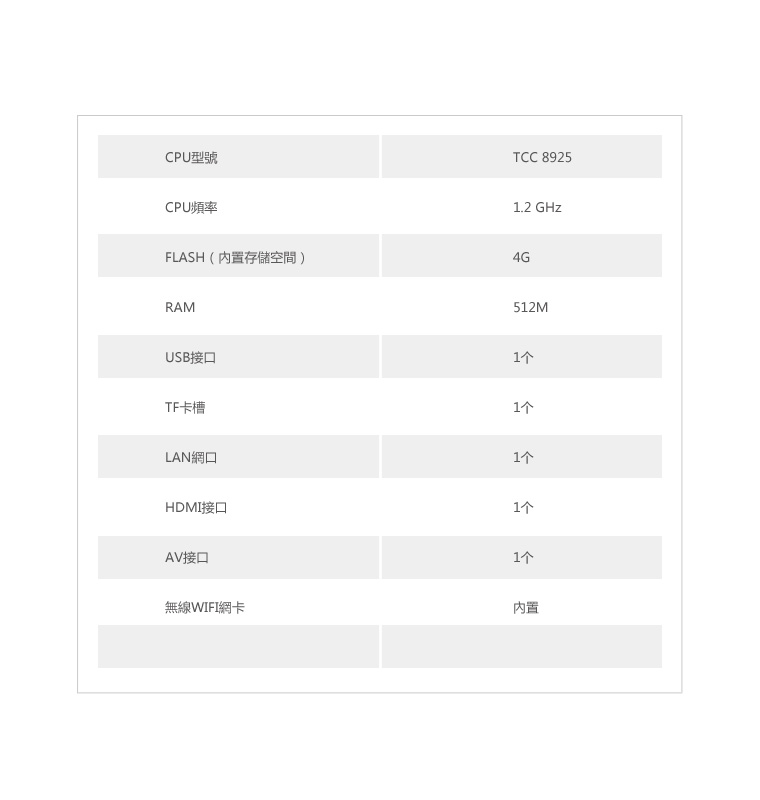 CPU型號 TCC 8925
CPU頻率 1.2 GHz
FLASH（内置存儲空間） 4G
RAM 512M
USB接口 1个
TF卡槽 1个
LAN網口 1个
HDMI接口 1个
AV接口 1个
無線WIFI網卡 内置